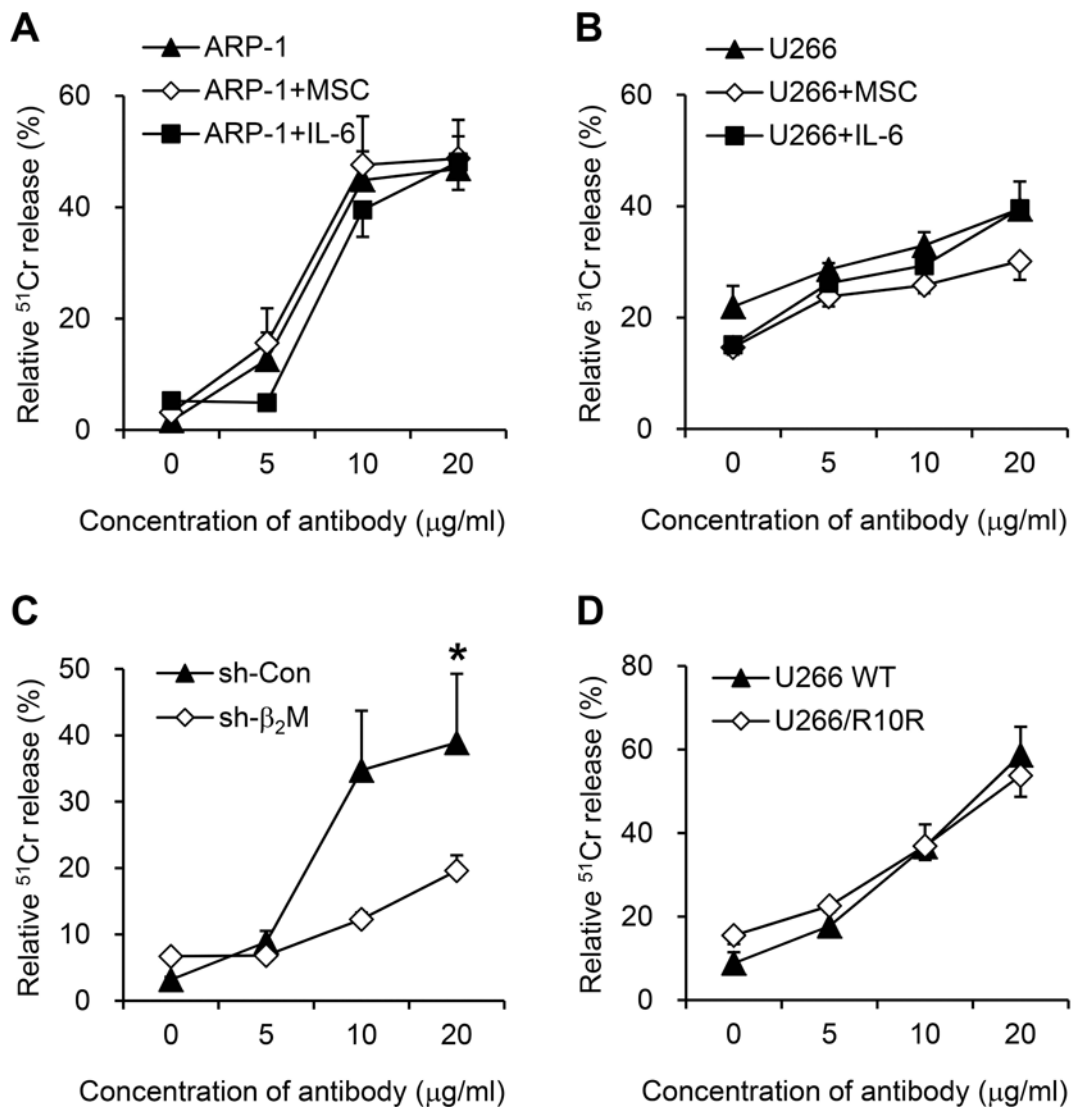 A
ARP-1
ARP-1+MSC
ARP-1+IL-6
Relative ⁵¹Cr release (%)
60
40
20
0
0 5 10 20
Concentration of antibody (μg/ml)
B
U266
U266+MSC
U266+IL-6
Relative ⁵¹Cr release (%)
60
40
20
0
0 5 10 20
Concentration of antibody (μg/ml)
C
sh-Con
sh-β₂M
*
Relative ⁵¹Cr release (%)
50
40
30
20
10
0
0 5 10 20
Concentration of antibody (μg/ml)
D
U266 WT
U266/R10R
Relative ⁵¹Cr release (%)
80
60
40
20
0
0 5 10 20
Concentration of antibody (μg/ml)